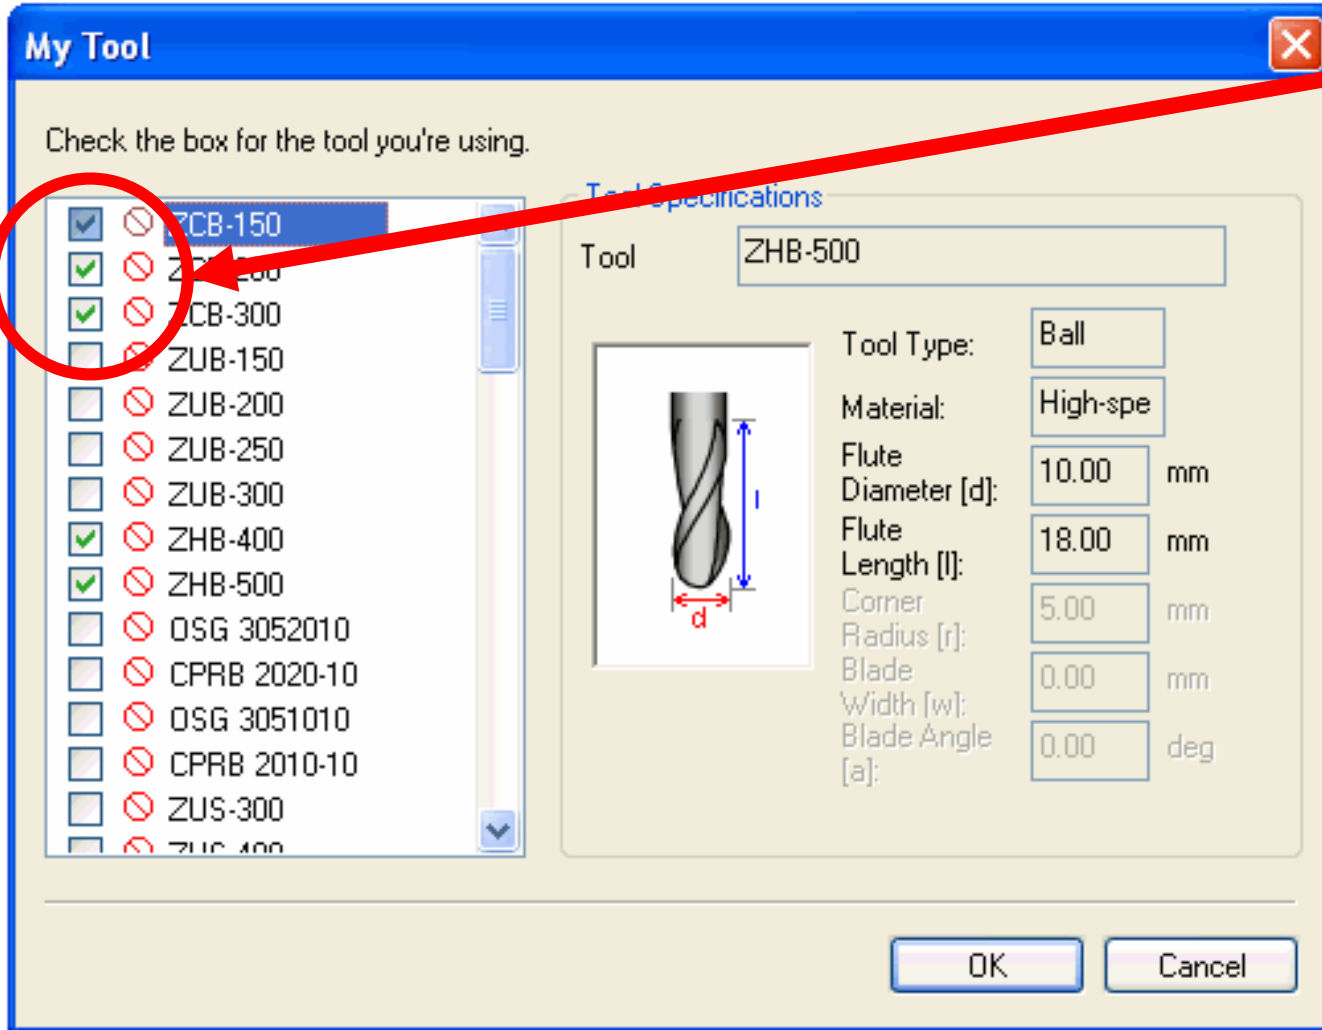 My Tool
Check the box for the tool you're using.
ZCB-150
ZCB-300
ZUB-150
ZUB-200
ZUB-250
ZUB-300
ZHB-400
ZHB-500
OSG 3052010
CPRB 2020-10
OSG 3051010
CPRB 2010-10
ZUS-300
Tool Specifications
Tool
ZHB-500
l
d
Tool Type:
Ball
Material:
High-spe
Flute
Diameter [d]:
10.00 mm
Flute
Length [l]:
18.00 mm
Corner
Radius [r]:
5.00 mm
Blade
Width [w]:
0.00 mm
Blade Angle
[a]:
0.00 deg
OK
Cancel